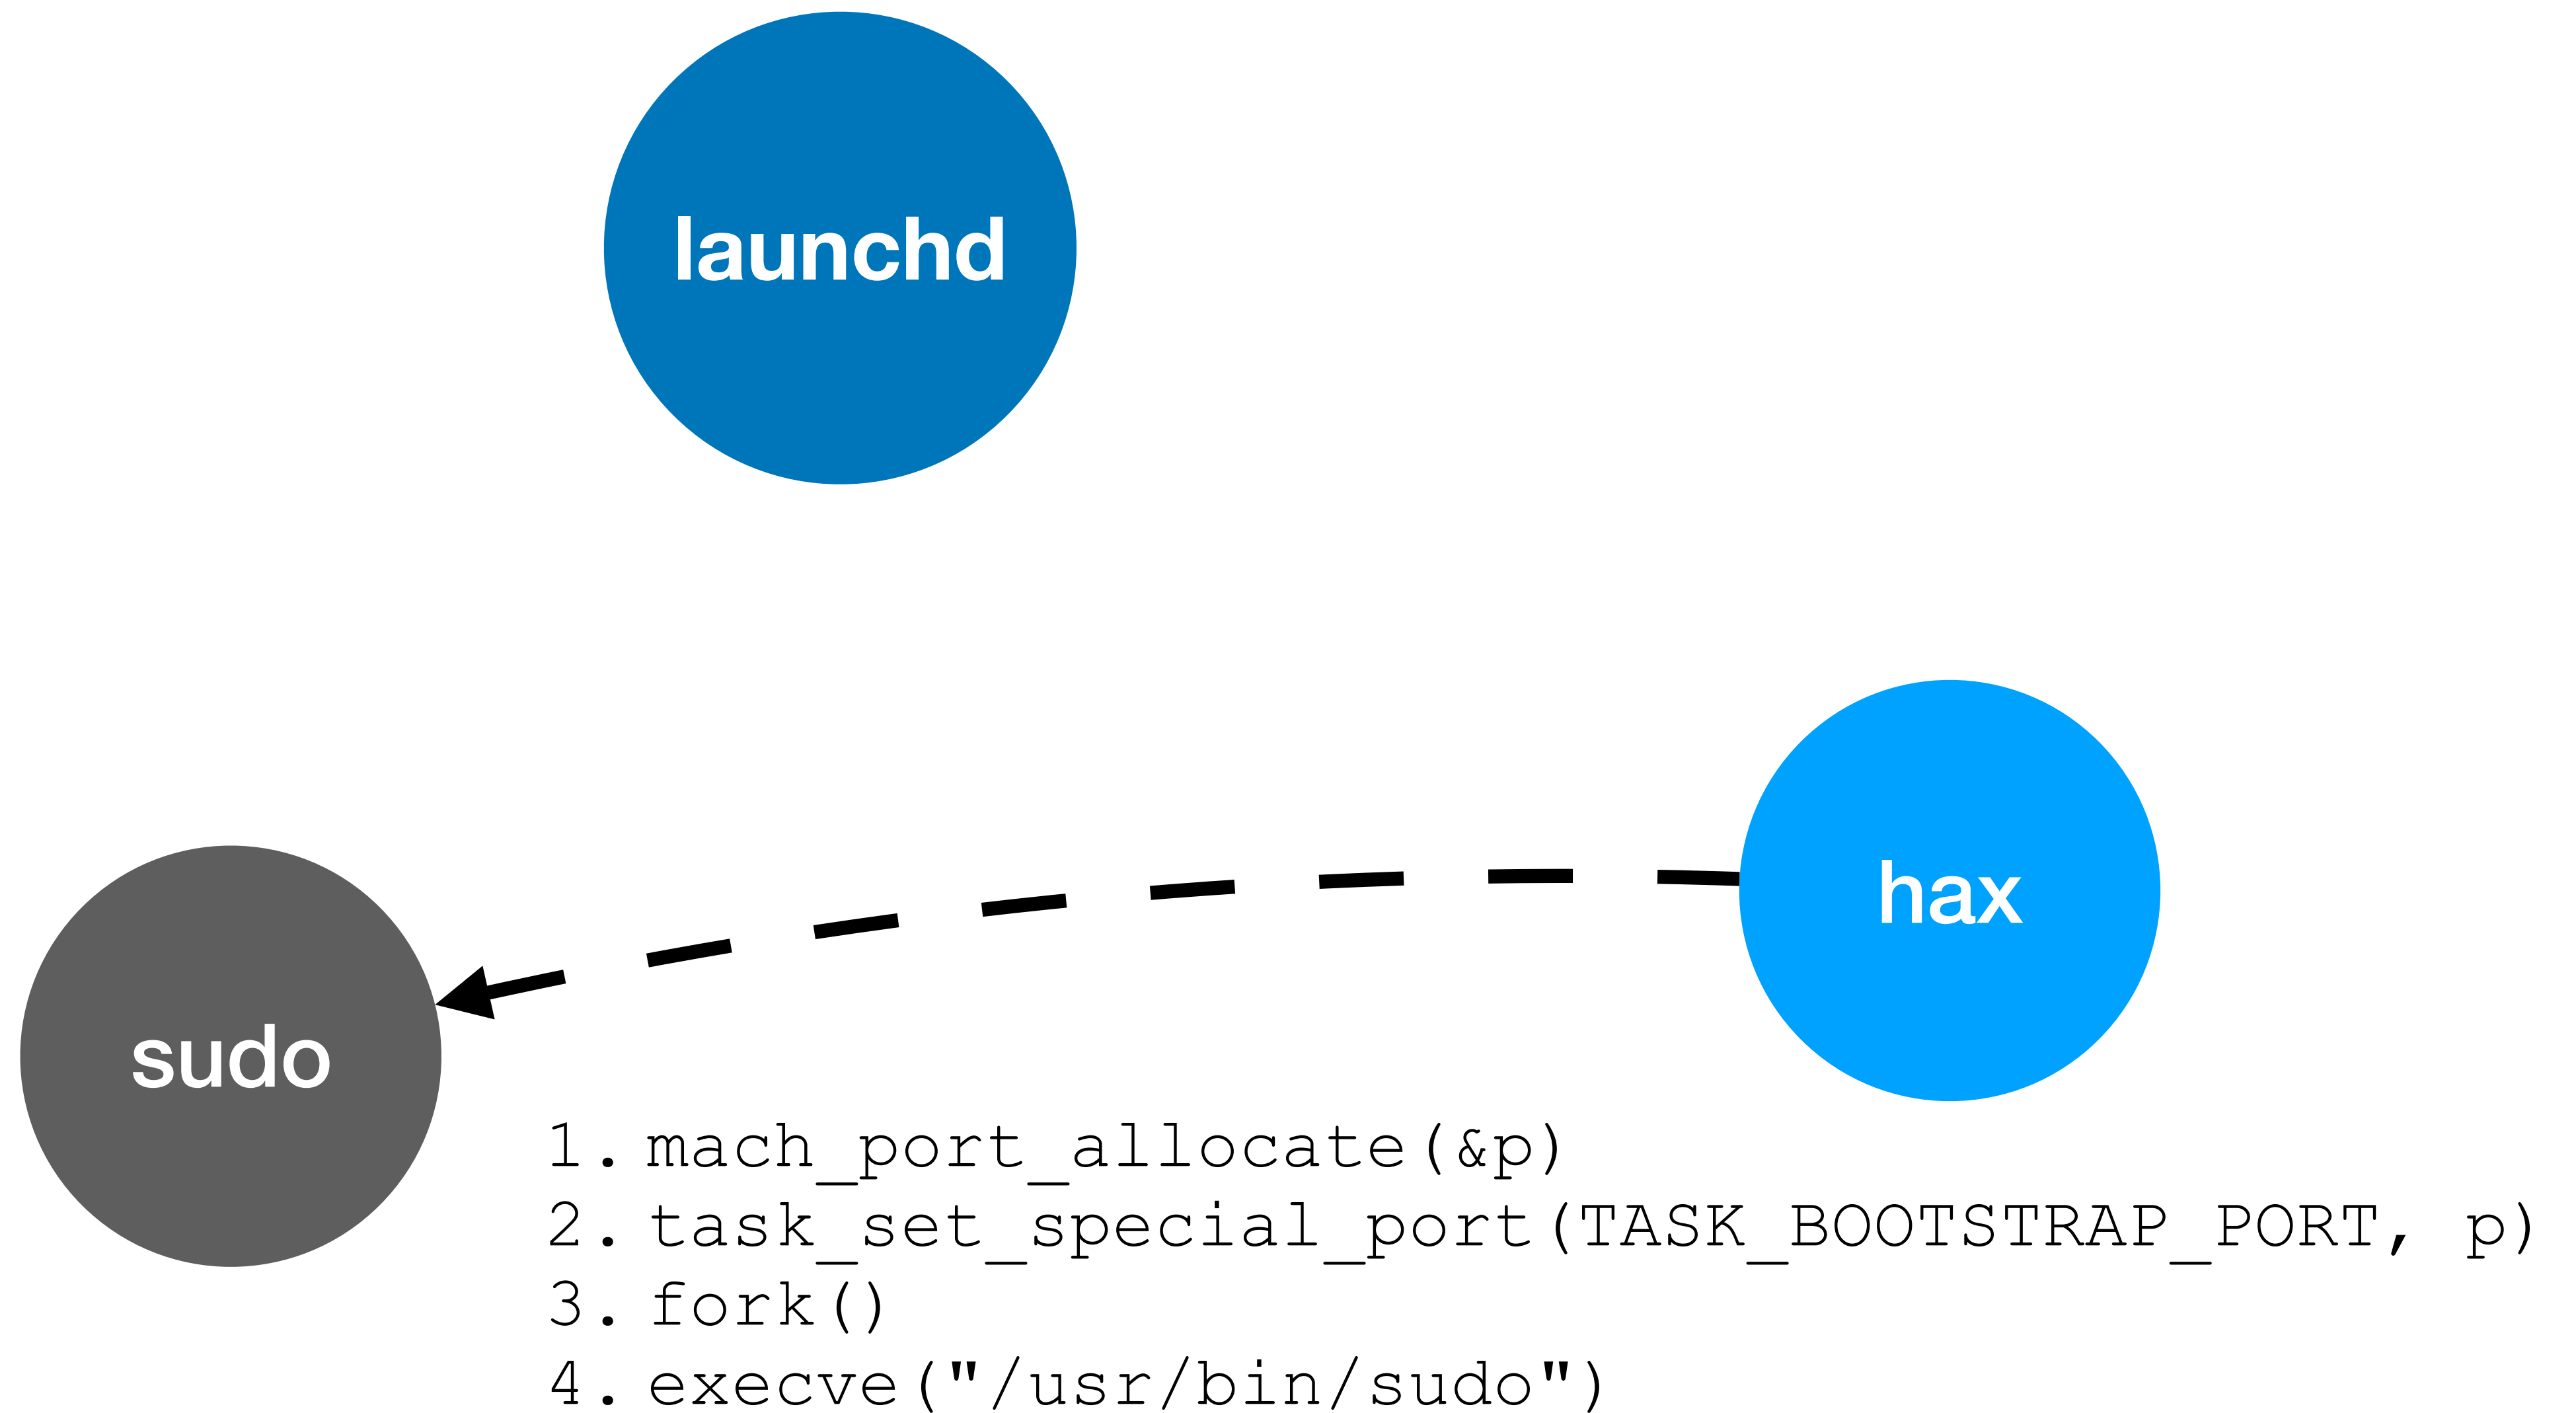 launchd
hax
sudo
1. mach_port_allocate(&p)
2. task_set_special_port(TASK_BOOTSTRAP_PORT, p)
3. fork()
4. execve("/usr/bin/sudo")